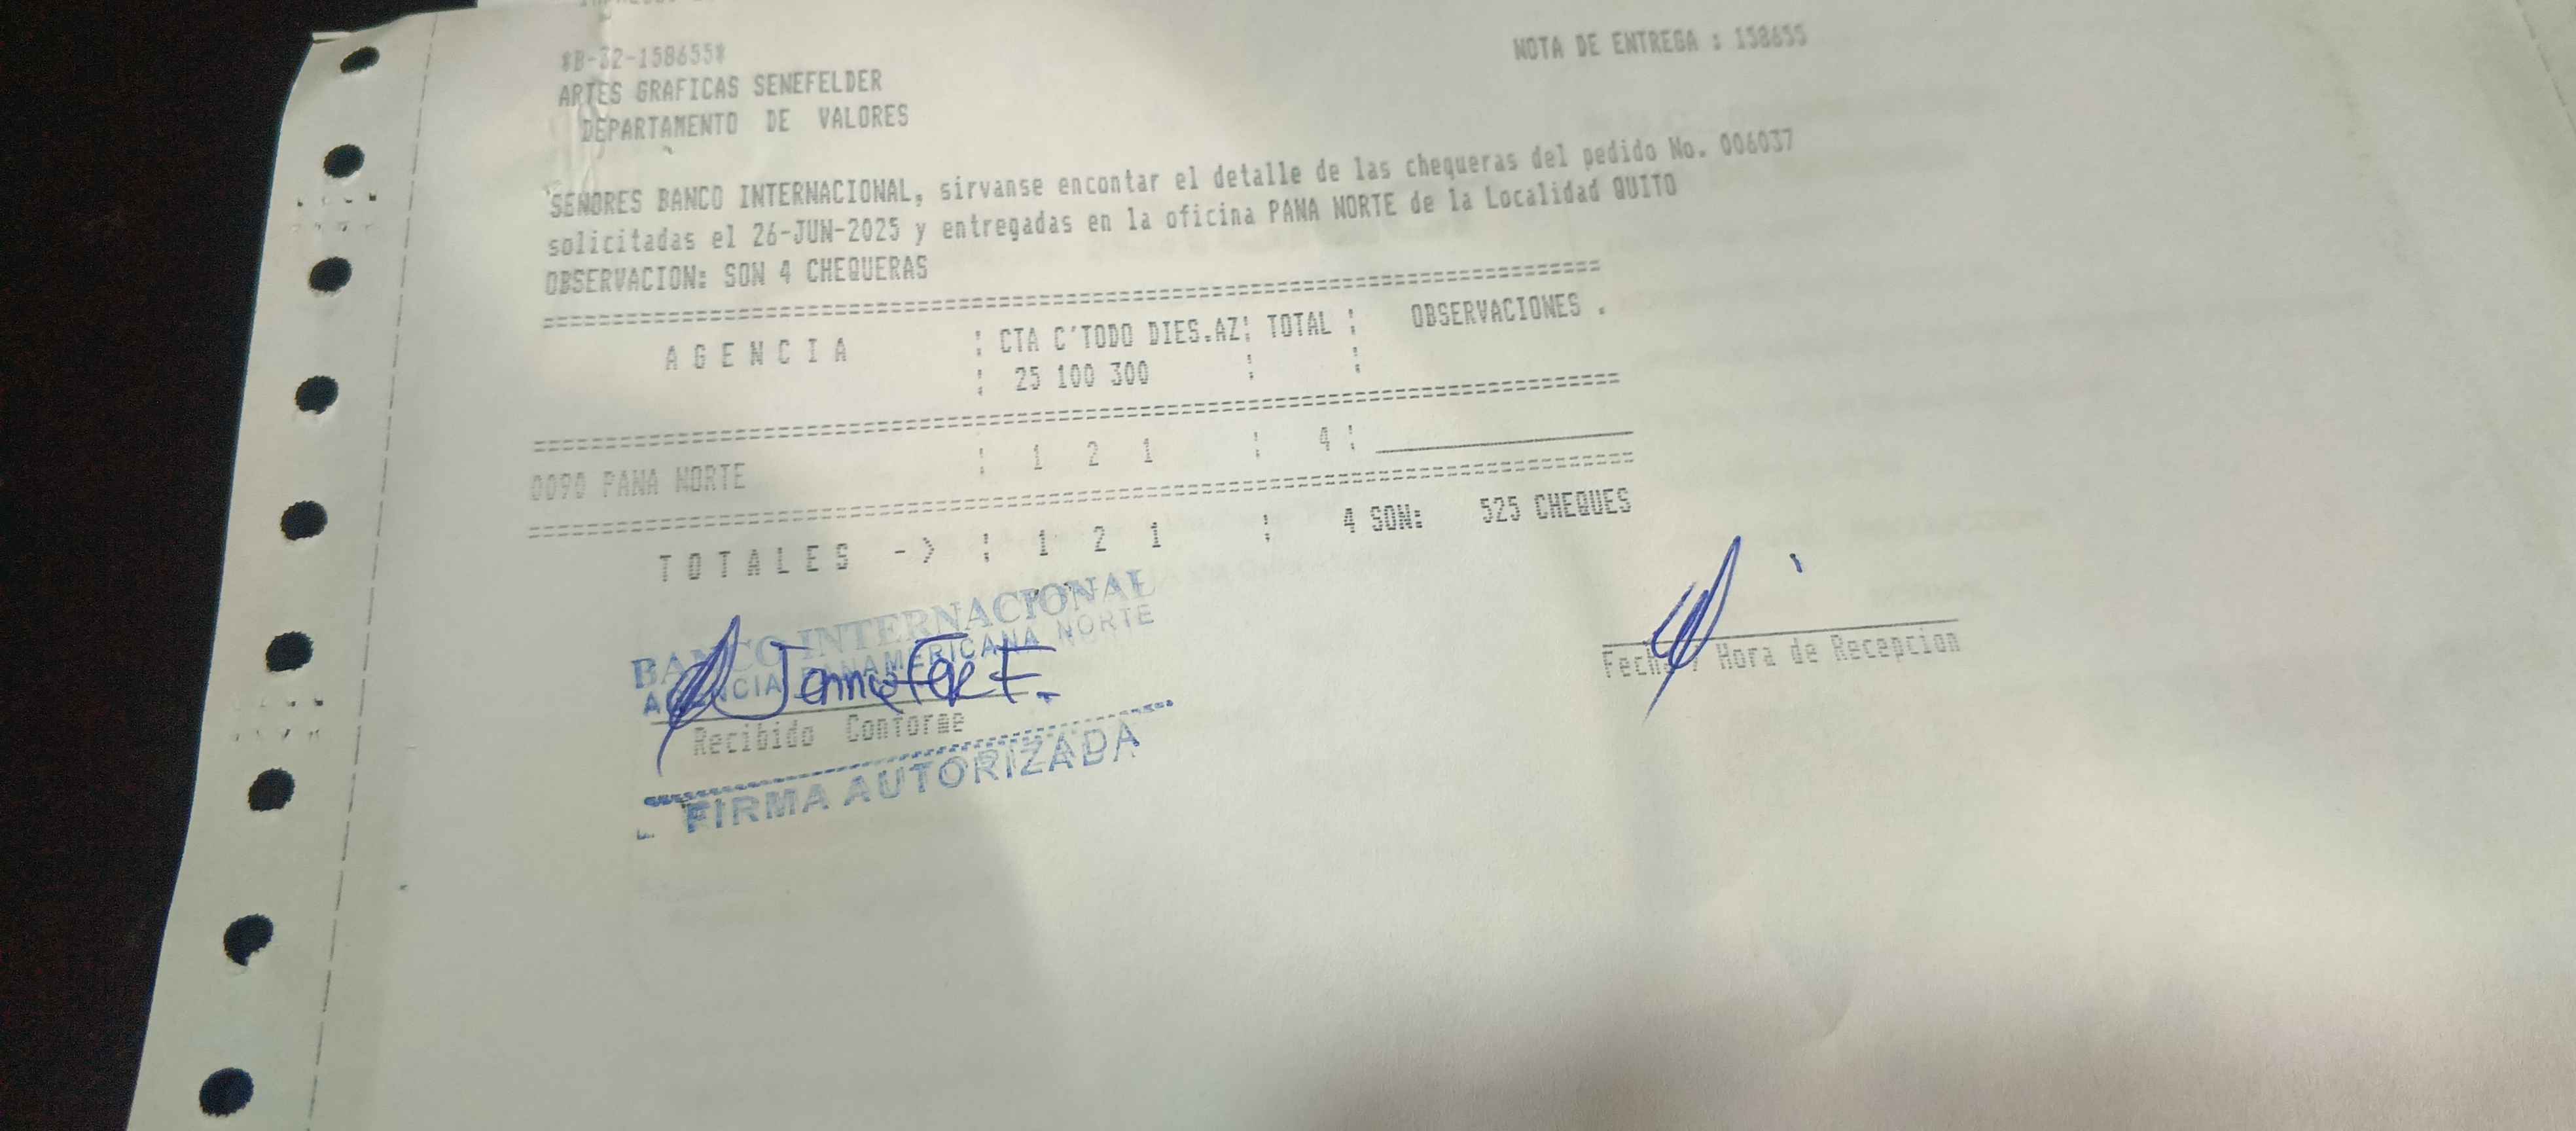 *B-32-158655*
NOTA DE ENTREGA : 158655
ARTES GRAFICAS SENEFELDER
DEPARTAMENTO DE VALORES
SENORES BANCO INTERNACIONAL, sirvanse encontar el detalle de las chequeras del pedido No. 006037
solicitadas el 26-JUN-2025 y entregadas en la oficina PANA NORTE de la Localidad QUITO
OBSERVACION: SON 4 CHEQUERAS
A G E N C I A : CTA C'TODO DIES.AZ: TOTAL : OBSERVACIONES .
: 25 100 300 : :
0090 PANA NORTE : 1 2 1 : 4 :
T O T A L E S -> : 1 2 1 : 4 SON: 525 CHEQUES
BANCO INTERNACIONAL
AGENCIA PANAMERICANA NORTE
Recibido Conforme
FIRMA AUTORIZADA
Fecha / Hora de Recepcion